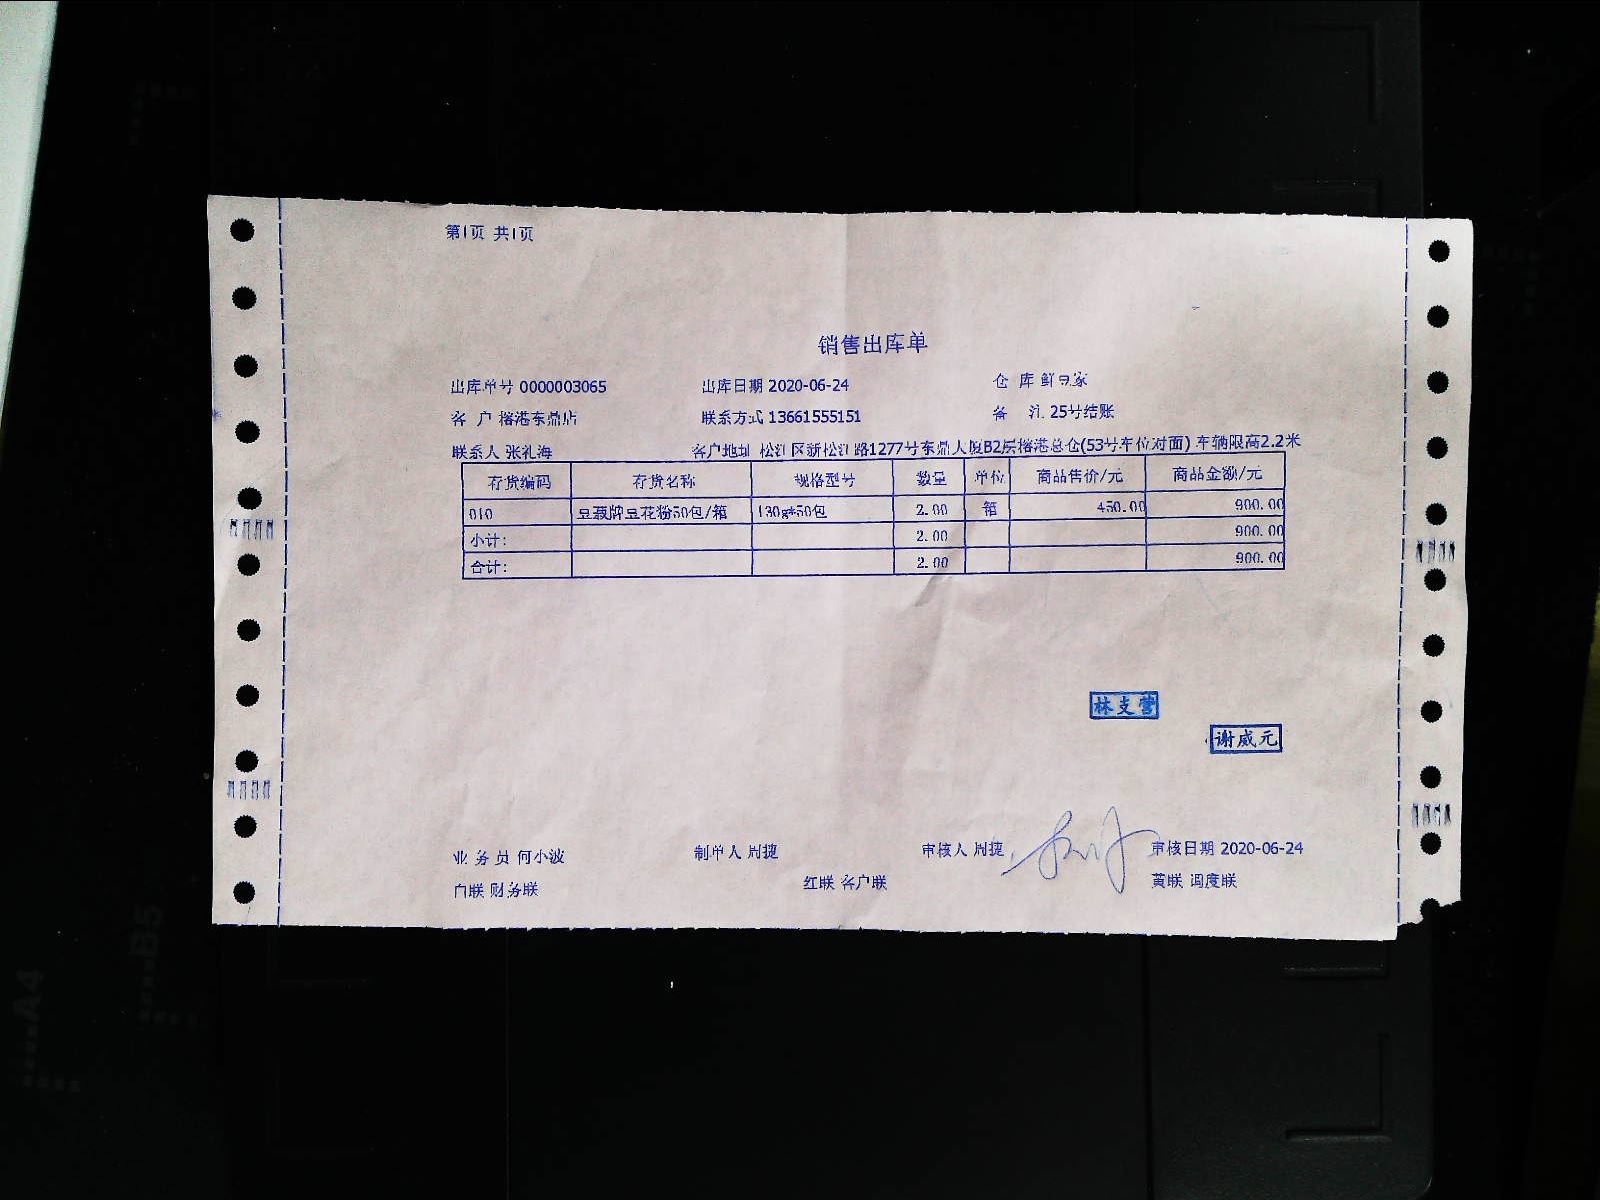 第1页 共1页
销售出库单
出库单号 0000003065 出库日期 2020-06-24 仓 库 鲜豆家
客 户 榕港东鼎店 联系方式 13661555151 备 注 25号结账
联系人 张礼海 客户地址 松江区新松江路1277号东鼎大厦B2层榕港总仓(53号车位对面) 车辆限高2.2米
存货编码 存货名称 规格型号 数量 单位 商品售价/元 商品金额/元
010 豆花粉50包/箱 130g*50包 2.00 箱 450.00 900.00
小计: 2.00 900.00
合计: 2.00 900.00
林支营
谢威元
业 务 员 何小波 制单人 周捷 审核人 周捷 审核日期 2020-06-24
白联 财务联 红联 客户联 黄联 调度联